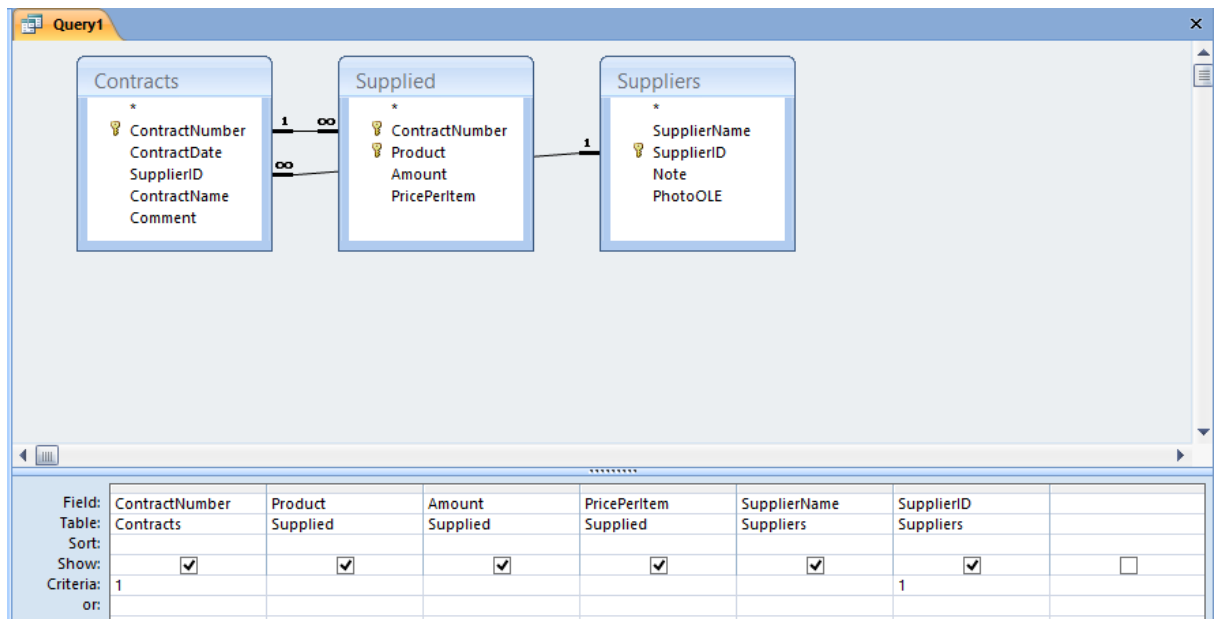 Query1
Contracts
*
ContractNumber
ContractDate
SupplierID
ContractName
Comment
1 ∞
∞
Supplied
*
ContractNumber
Product
Amount
PricePerItem
1
Suppliers
*
SupplierName
SupplierID
Note
PhotoOLE
Field: ContractNumber Product Amount PricePerItem SupplierName SupplierID
Table: Contracts Supplied Supplied Supplied Suppliers Suppliers
Sort:
Show:
Criteria: 1 1
or: